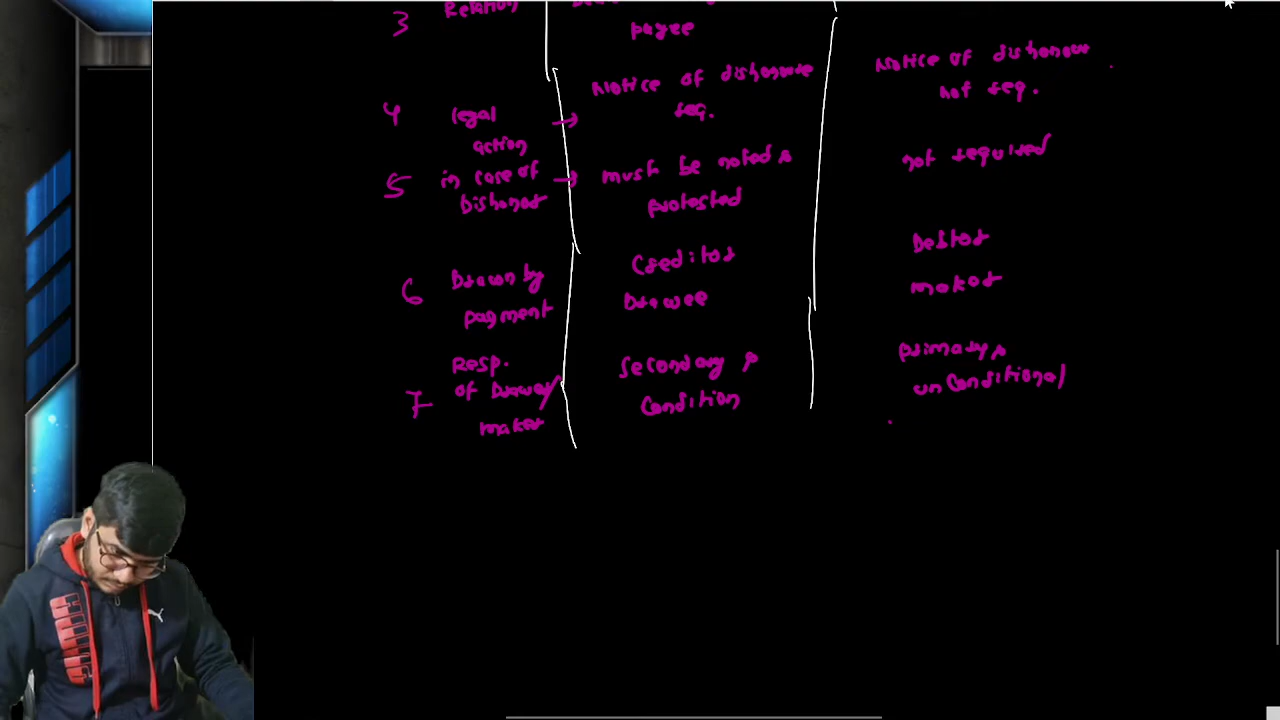 3 Relation
payee
4 legal action
Notice of dishonour req.
Notice of dishonour not req.
5 in case of Dishonor
must be noted & protested
not required
6 Drawn by
Creditor
Debtor
payment
Drawee
maker
7 Resp. of Drawer/ maker
Secondary & Condition
primary & unConditional